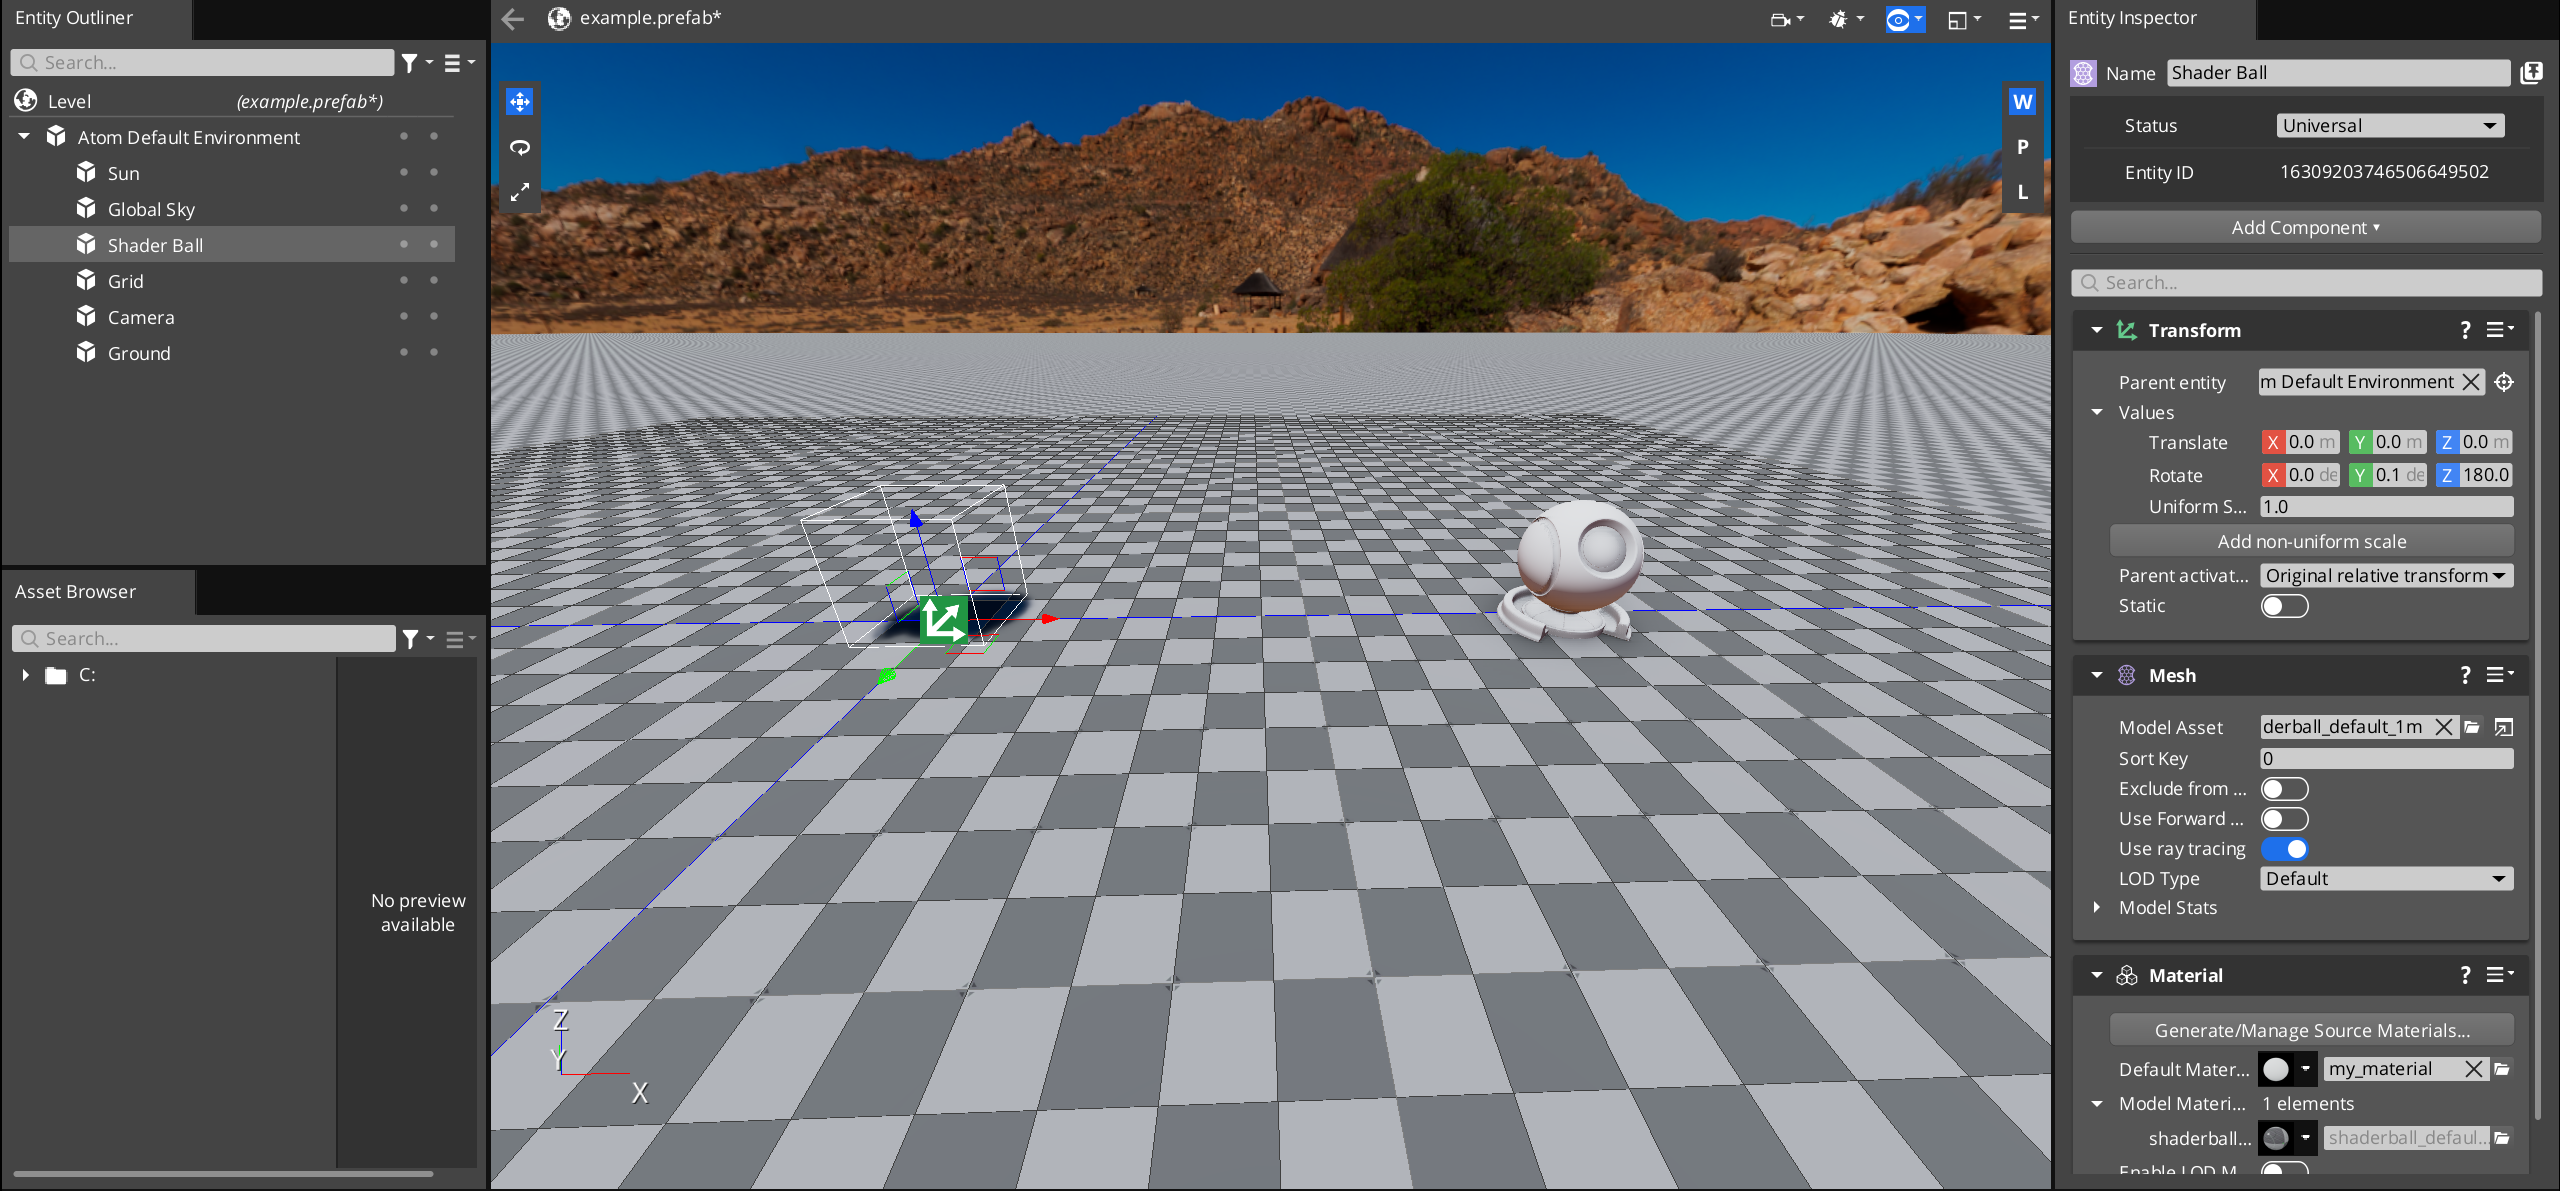 Entity Outliner
Search...
Level (example.prefab*)
Atom Default Environment
Sun
Global Sky
Shader Ball
Grid
Camera
Ground
Asset Browser
Search...
C:
No preview
available
example.prefab*
W
P
L
Z
Y
X
Entity Inspector
Name Shader Ball
Status Universal
Entity ID 16309203746506649502
Add Component
Search...
Transform ?
Parent entity m Default Environment
Values
Translate X 0.0 m Y 0.0 m Z 0.0 m
Rotate X 0.0 de Y 0.1 de Z 180.0
Uniform S... 1.0
Add non-uniform scale
Parent activat... Original relative transform
Static
Mesh ?
Model Asset derball_default_1m
Sort Key 0
Exclude from ...
Use Forward ...
Use ray tracing
LOD Type Default
Model Stats
Material ?
Generate/Manage Source Materials...
Default Mater... my_material
Model Materi... 1 elements
shaderball... shaderball_defaul...
Enable LOD M...